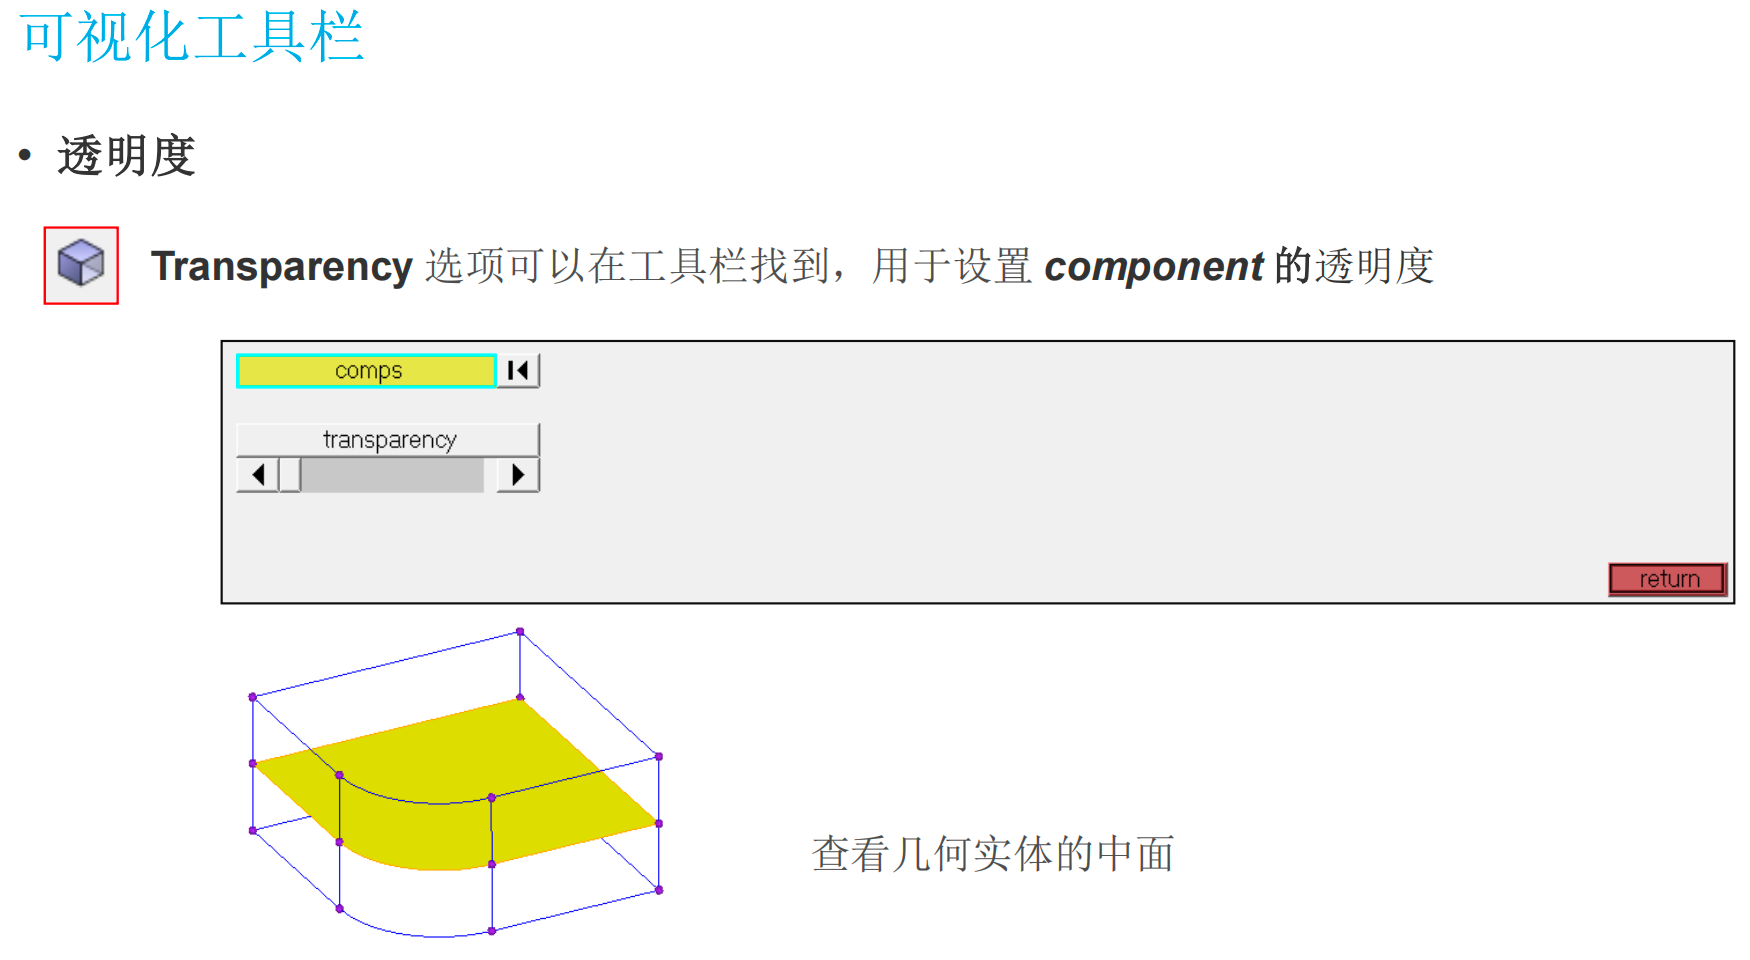 可视化工具栏
• 透明度
Transparency 选项可以在工具栏找到，用于设置 component 的透明度
comps
transparency
return
查看几何实体的中面